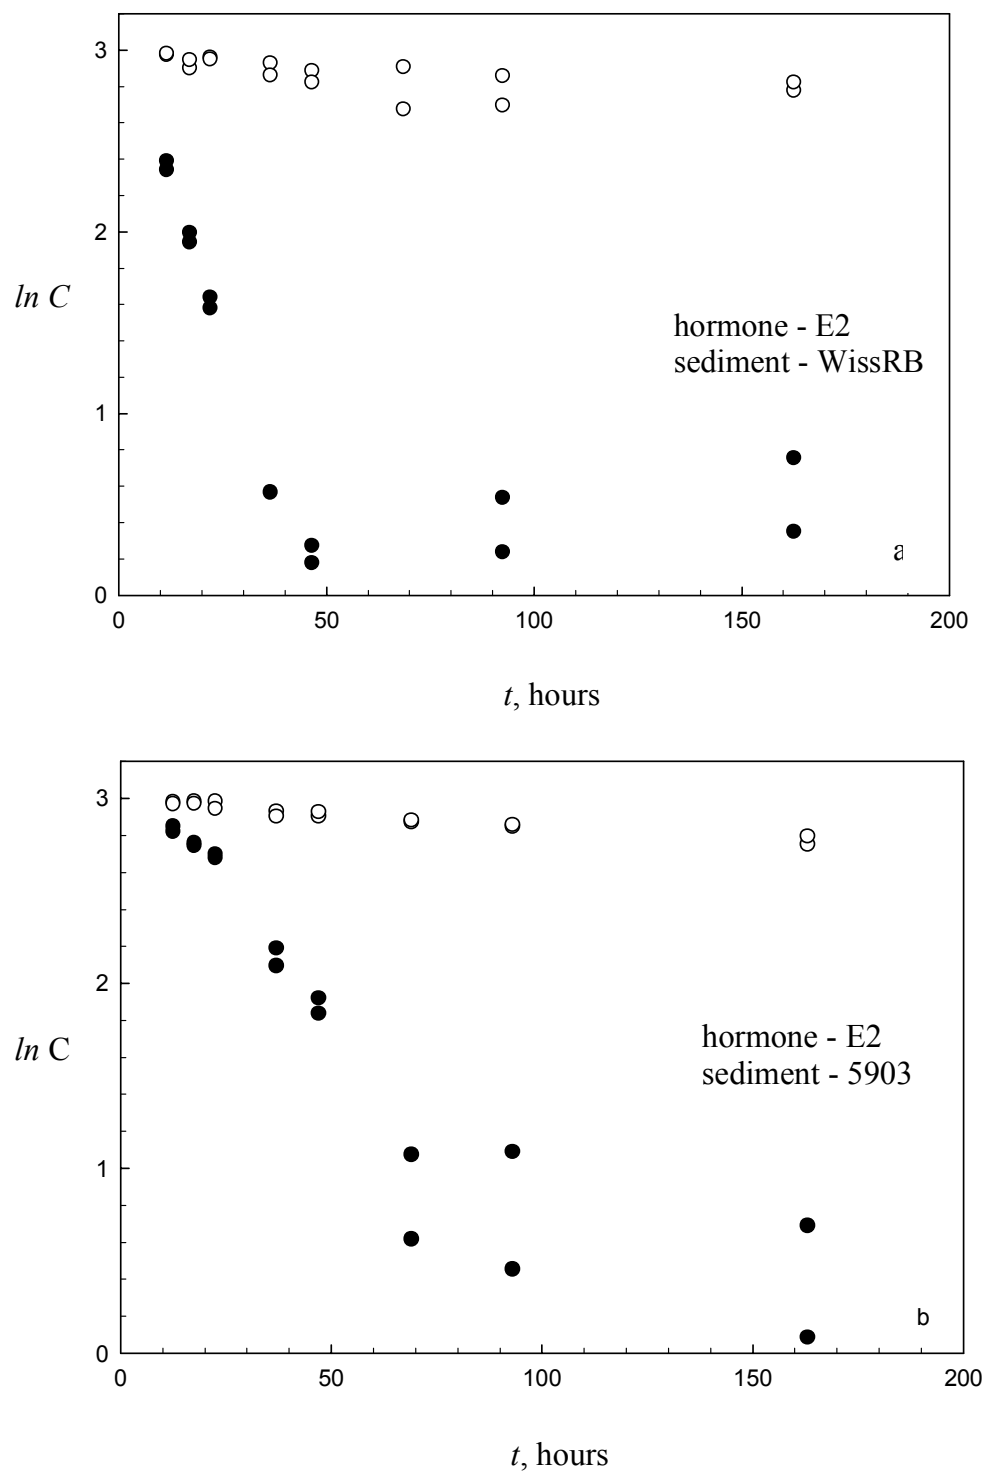 3
2
ln C
hormone - E2
sediment - WissRB
1
a
0
0 50 100 150 200
t, hours
3
2
ln C
hormone - E2
sediment - 5903
1
b
0
0 50 100 150 200
t, hours